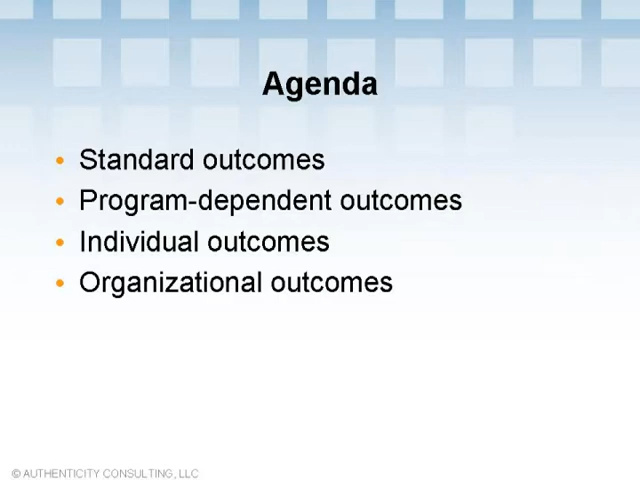 Agenda
• Standard outcomes
• Program-dependent outcomes
• Individual outcomes
• Organizational outcomes
© AUTHENTICITY CONSULTING, LLC